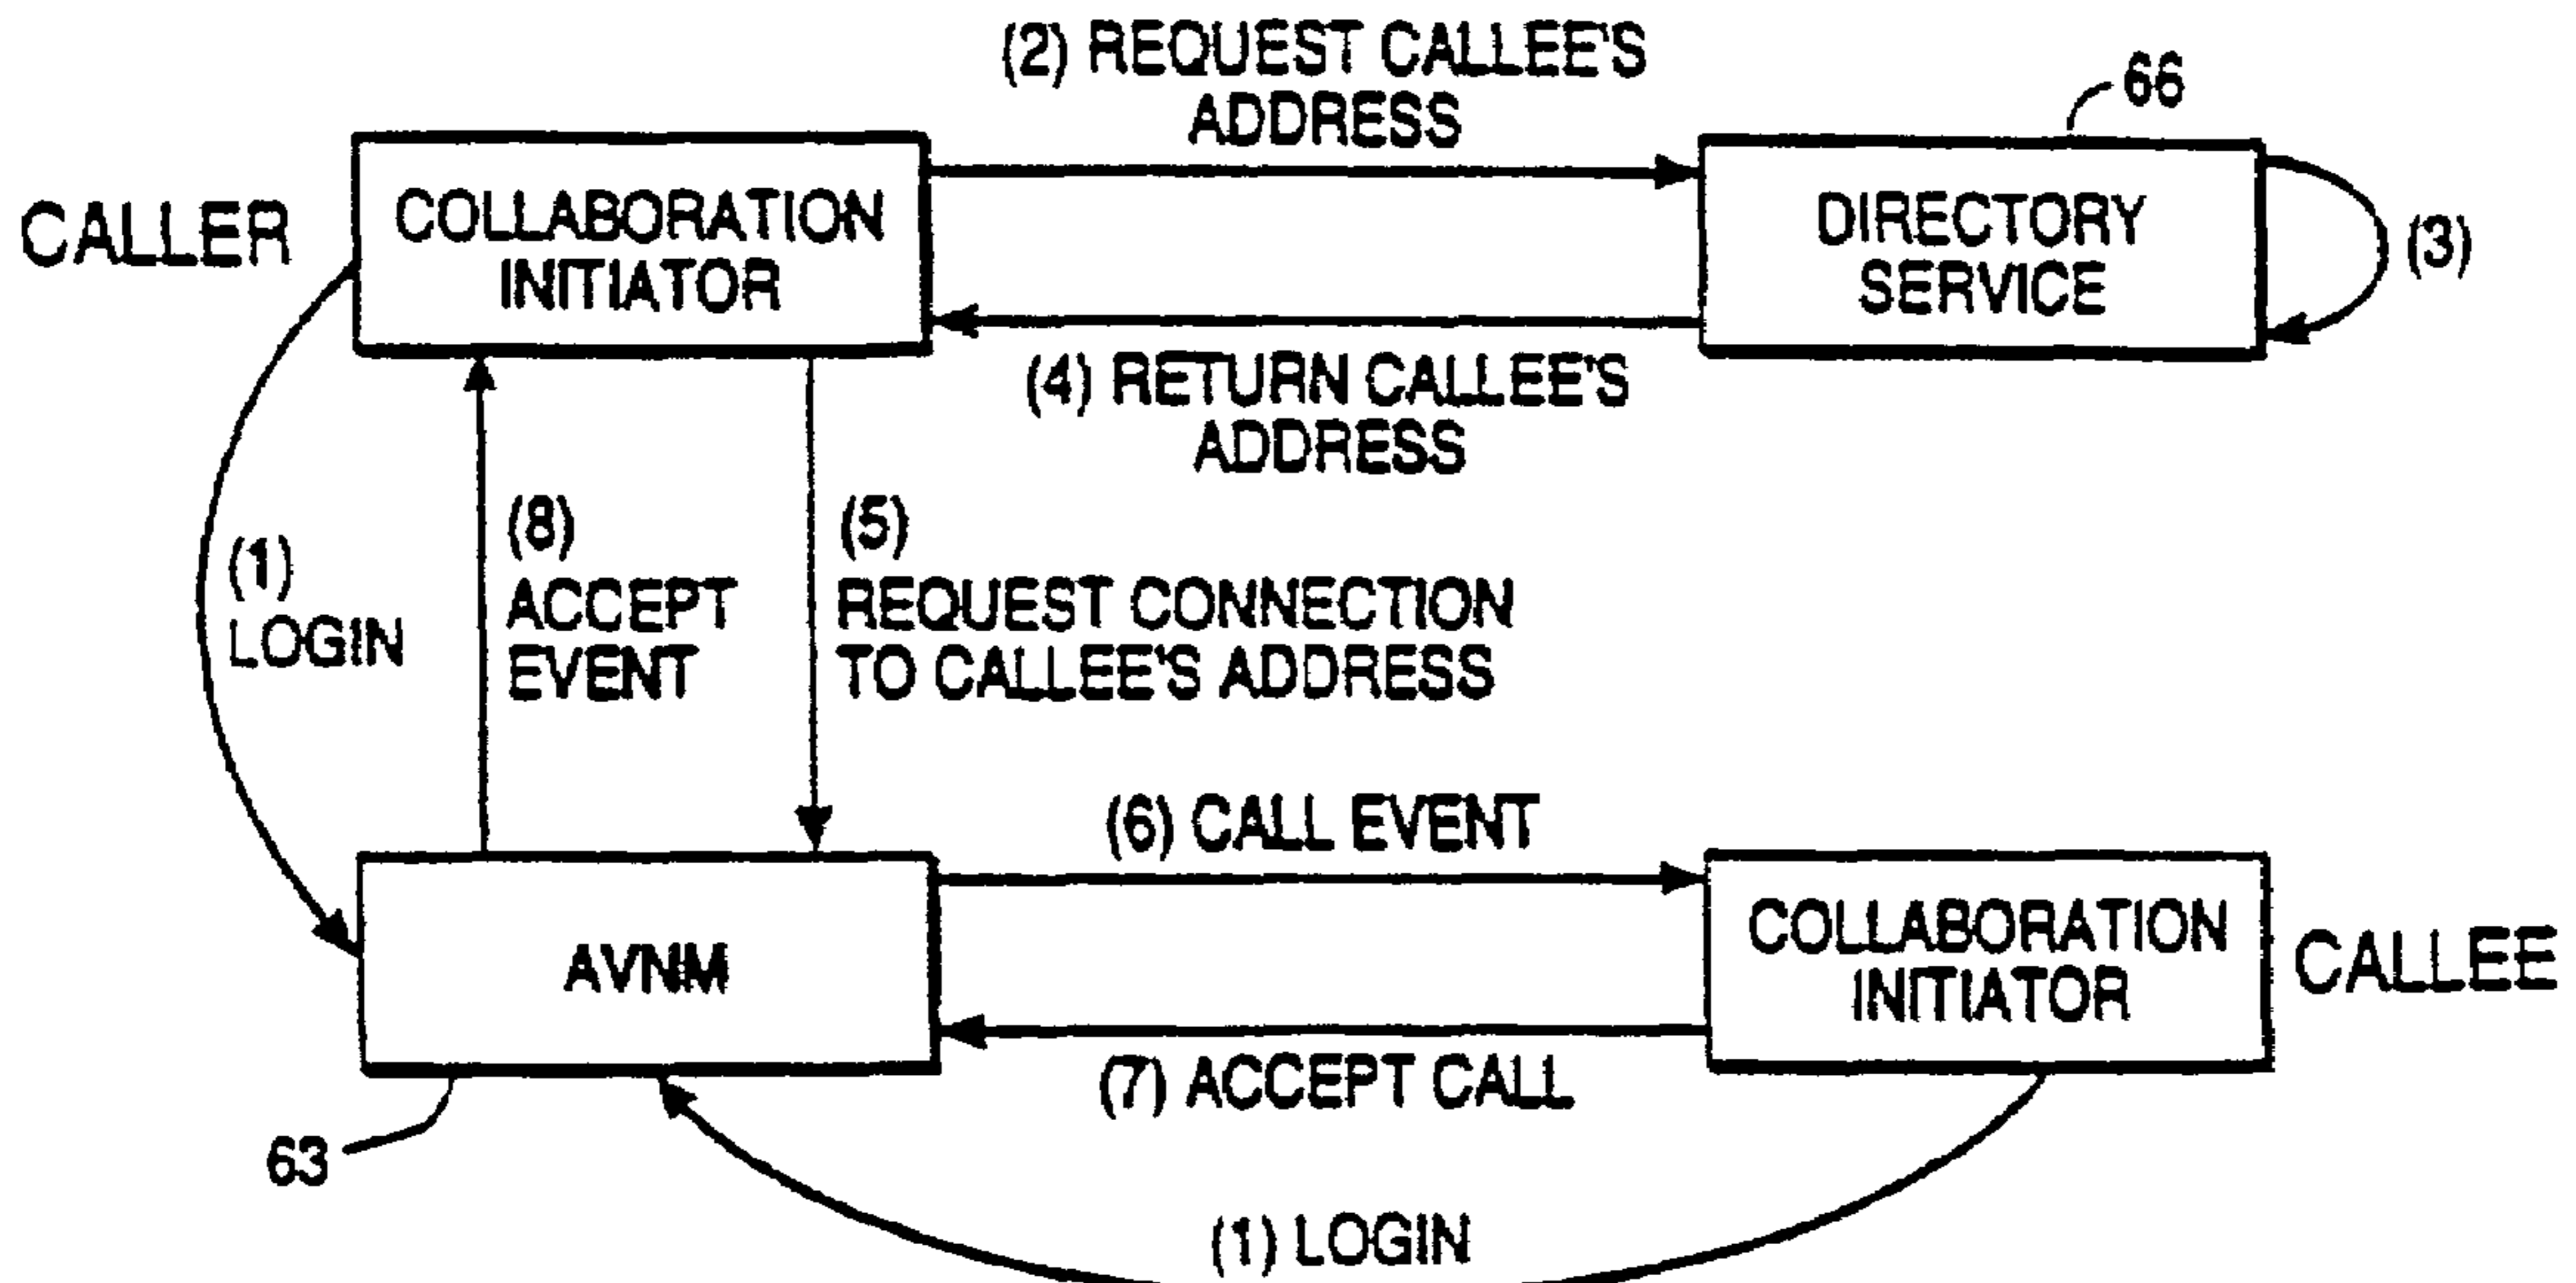 (2) REQUEST CALLEE'S
ADDRESS
66
CALLER
COLLABORATION
INITIATOR
DIRECTORY
SERVICE
(3)
(4) RETURN CALLEE'S
ADDRESS
(1)
LOGIN
(8)
ACCEPT
EVENT
(5)
REQUEST CONNECTION
TO CALLEE'S ADDRESS
(6) CALL EVENT
AVNM
COLLABORATION
INITIATOR
CALLEE
(7) ACCEPT CALL
63
(1) LOGIN